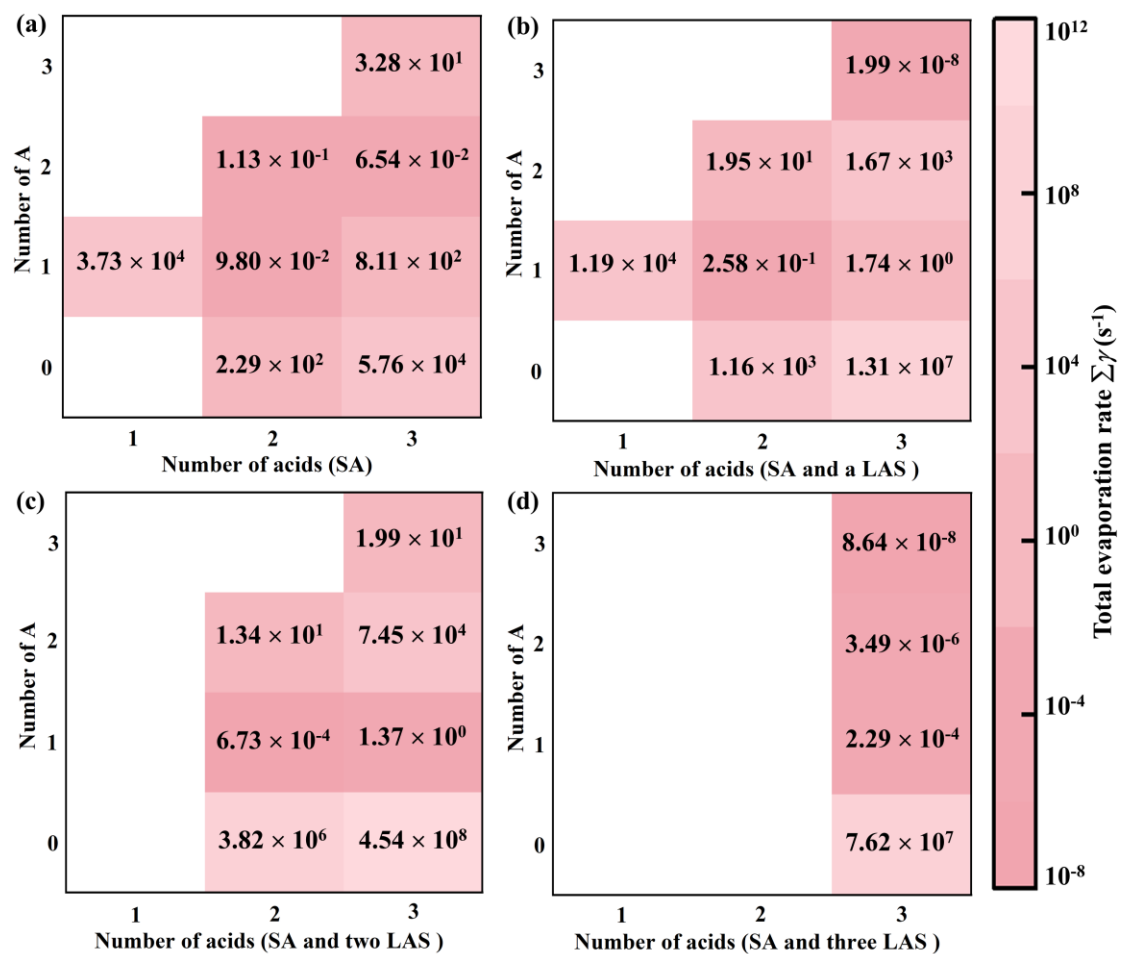 (a)
3
3.28 × 10¹
2
1.13 × 10⁻¹
6.54 × 10⁻²
1
3.73 × 10⁴
9.80 × 10⁻²
8.11 × 10²
0
2.29 × 10²
5.76 × 10⁴
Number of A
1 2 3
Number of acids (SA)
(b)
3
1.99 × 10⁻⁸
2
1.95 × 10¹
1.67 × 10³
1
1.19 × 10⁴
2.58 × 10⁻¹
1.74 × 10⁰
0
1.16 × 10³
1.31 × 10⁷
Number of A
1 2 3
Number of acids (SA and a LAS )
(c)
3
1.99 × 10¹
2
1.34 × 10¹
7.45 × 10⁴
1
6.73 × 10⁻⁴
1.37 × 10⁰
0
3.82 × 10⁶
4.54 × 10⁸
Number of A
1 2 3
Number of acids (SA and two LAS )
(d)
3
8.64 × 10⁻⁸
2
3.49 × 10⁻⁶
1
2.29 × 10⁻⁴
0
7.62 × 10⁷
Number of A
1 2 3
Number of acids (SA and three LAS )
10¹²
10⁸
10⁴
10⁰
10⁻⁴
10⁻⁸
Total evaporation rate ∑γ (s⁻¹)